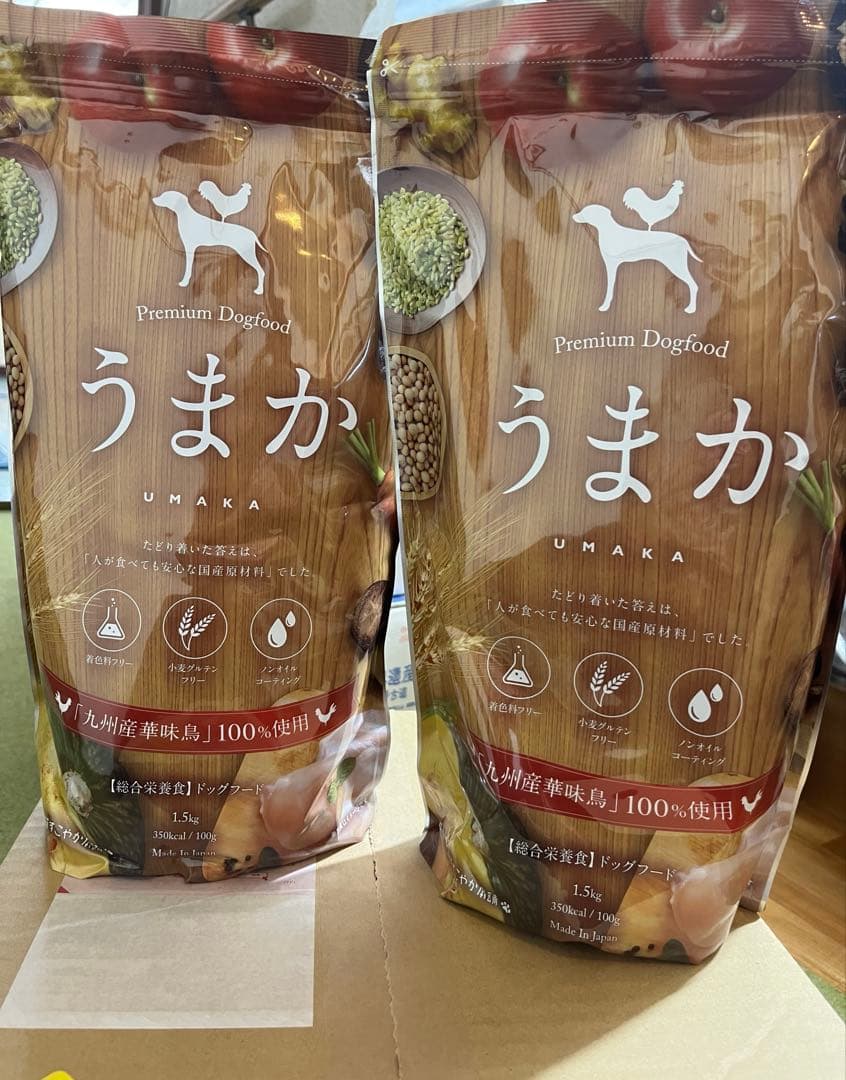 Premium Dogfood
うまか
UMAKA
たどり着いた答えは、
「人が食べても安心な国産原材料」でした。
着色料フリー
小麦グルテン
フリー
ノンオイル
コーティング
「九州産華味鳥」100%使用
【総合栄養食】ドッグフード
1.5kg
350kcal / 100g
Made In Japan
Premium Dogfood
うまか
UMAKA
たどり着いた答えは、
「人が食べても安心な国産原材料」でした。
着色料フリー
小麦グルテン
フリー
ノンオイル
コーティング
「九州産華味鳥」100%使用
【総合栄養食】ドッグフード
1.5kg
350kcal / 100g
Made In Japan